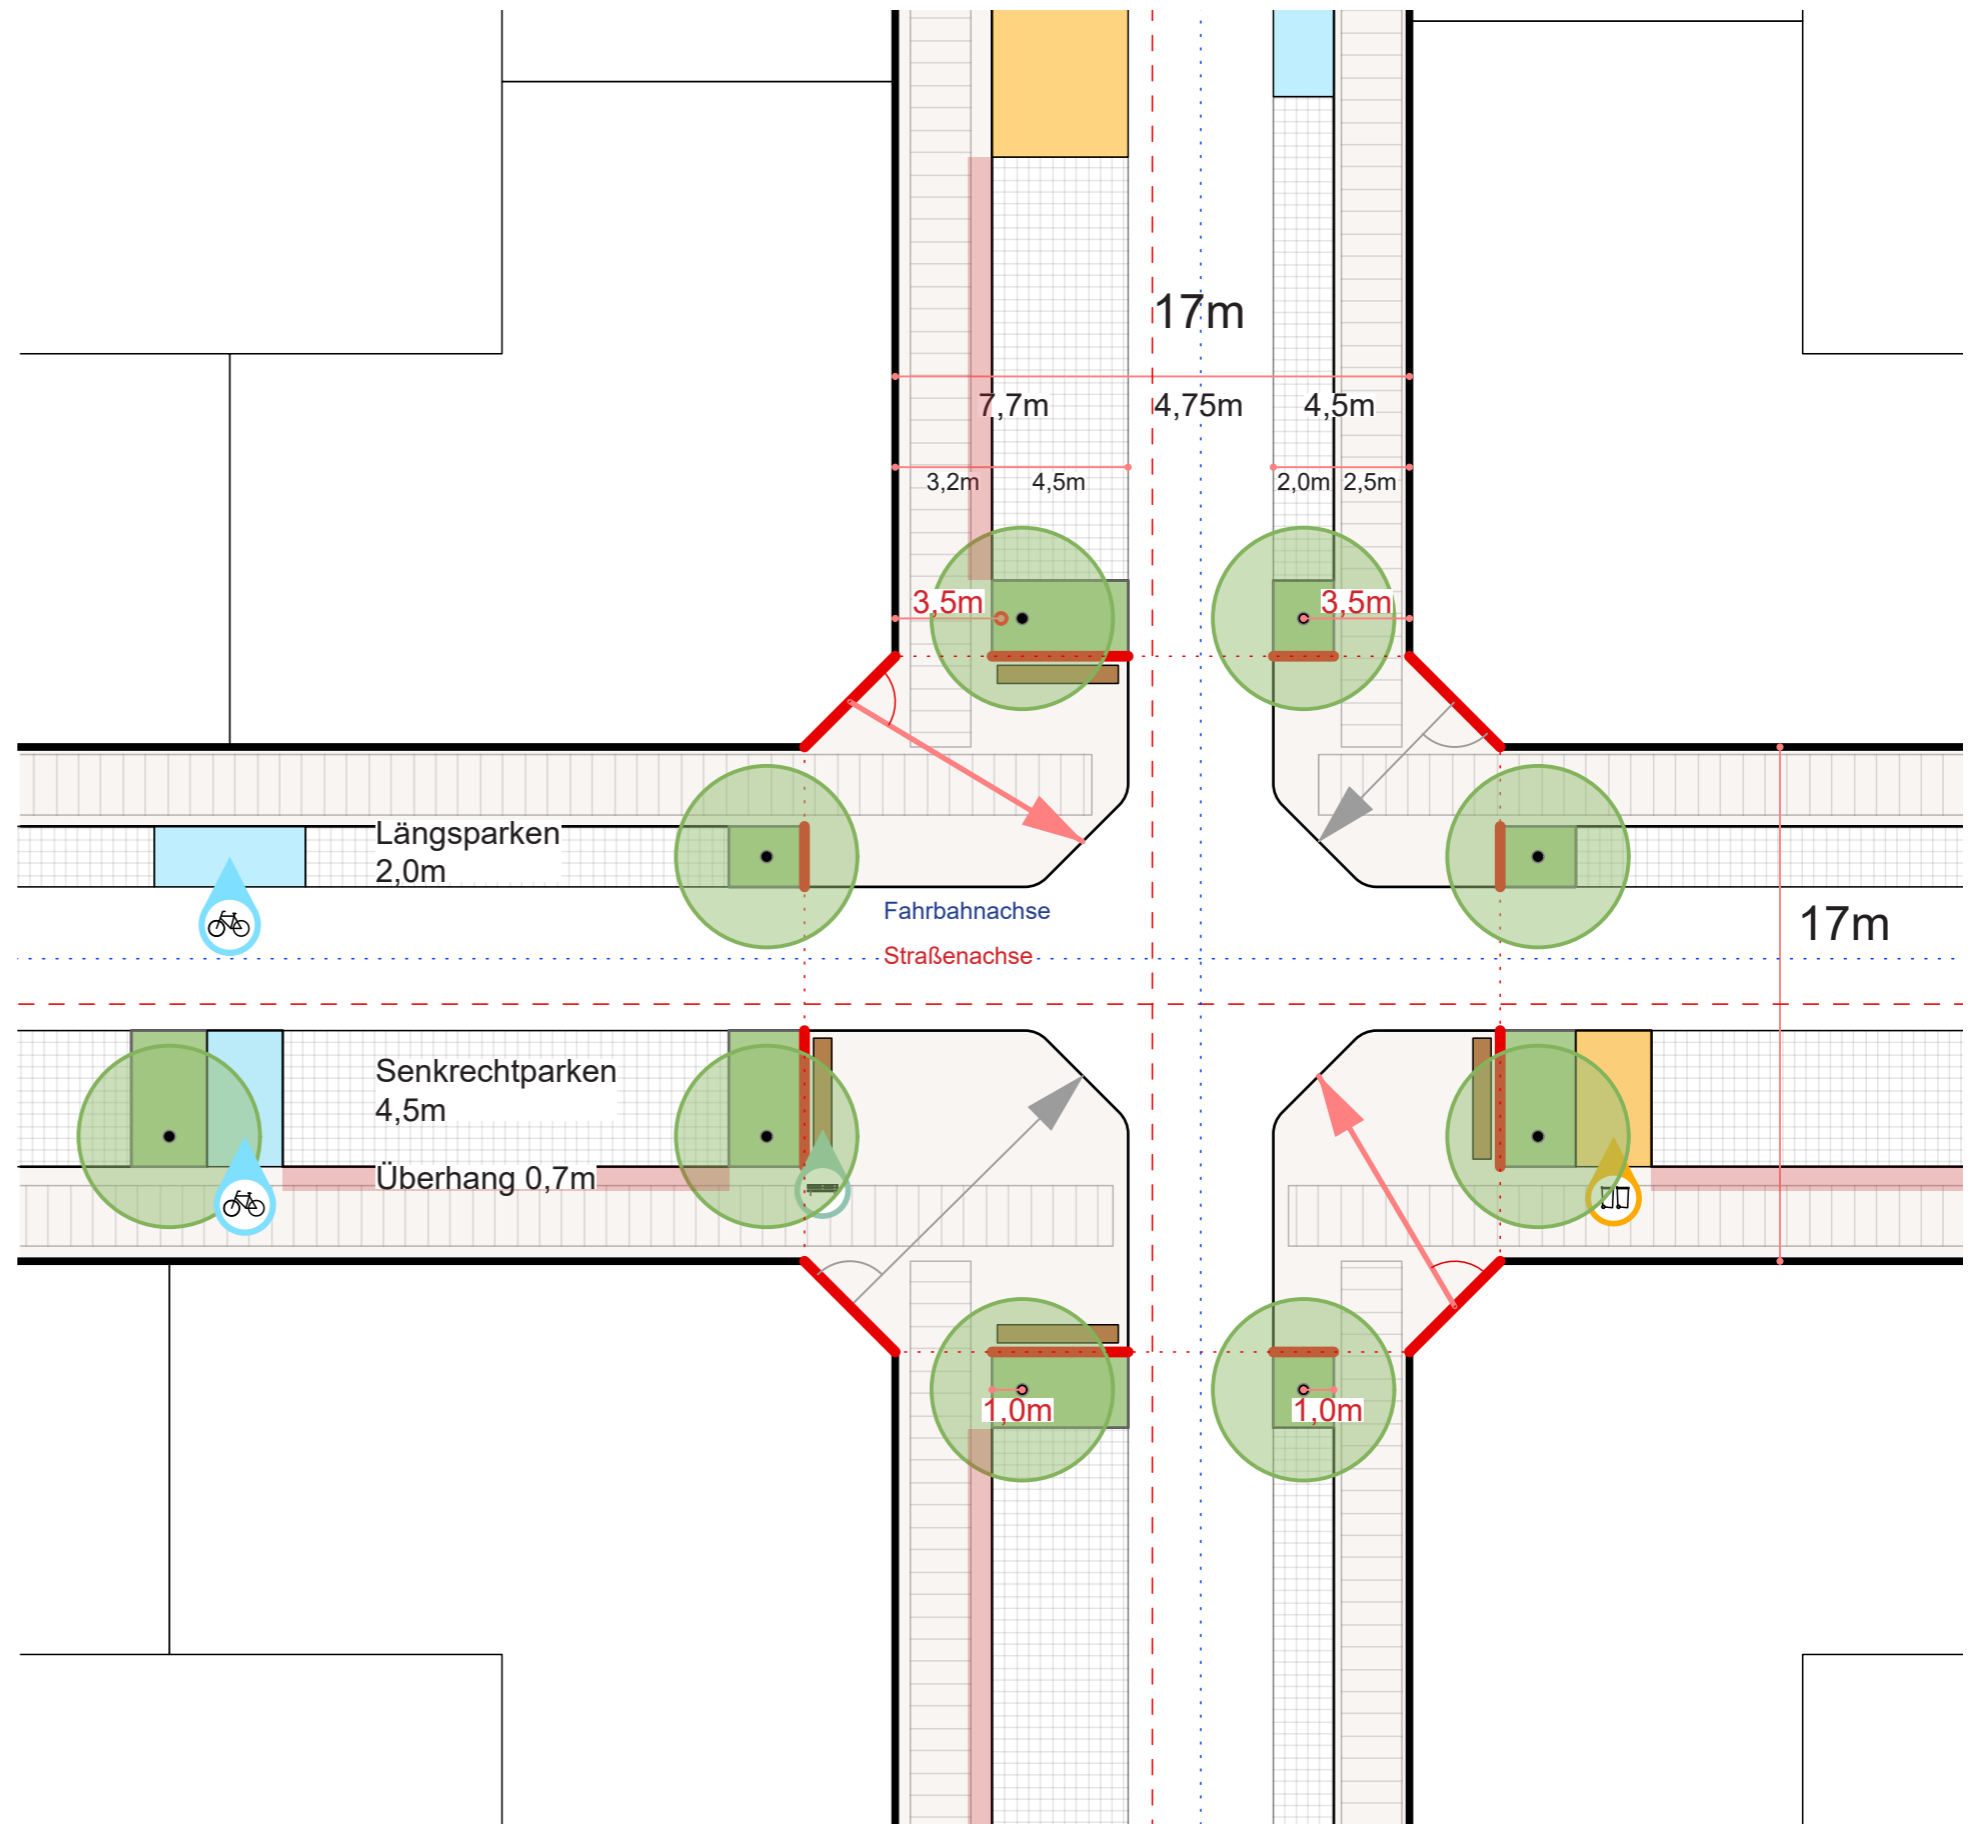 17m
7,7m
4,75m
4,5m
3,2m
4,5m
2,0m
2,5m
3,5m
3,5m
Längsparken
2,0m
Fahrbahnachse
17m
Straßenachse
Senkrechtparken
4,5m
Überhang 0,7m
1,0m
1,0m